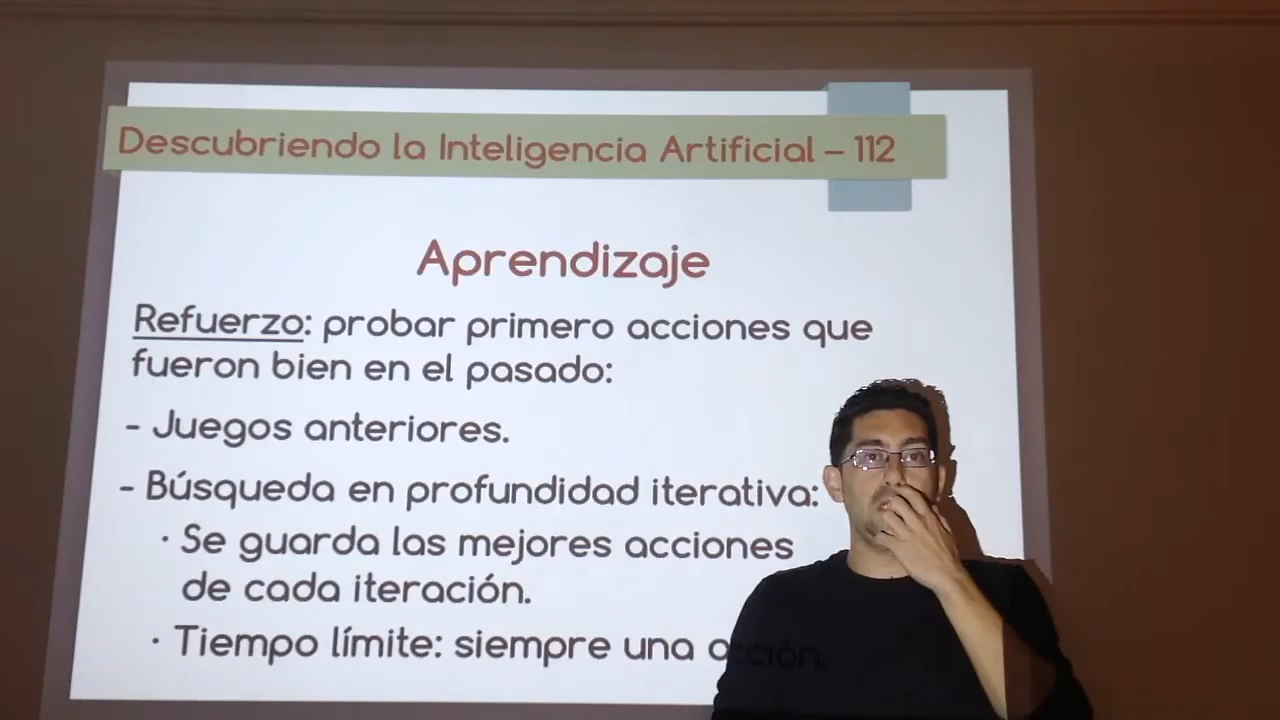 Descubriendo la Inteligencia Artificial – 112
Aprendizaje
Refuerzo: probar primero acciones que
fueron bien en el pasado:
- Juegos anteriores.
- Búsqueda en profundidad iterativa:
· Se guarda las mejores acciones
de cada iteración.
· Tiempo límite: siempre una acción.